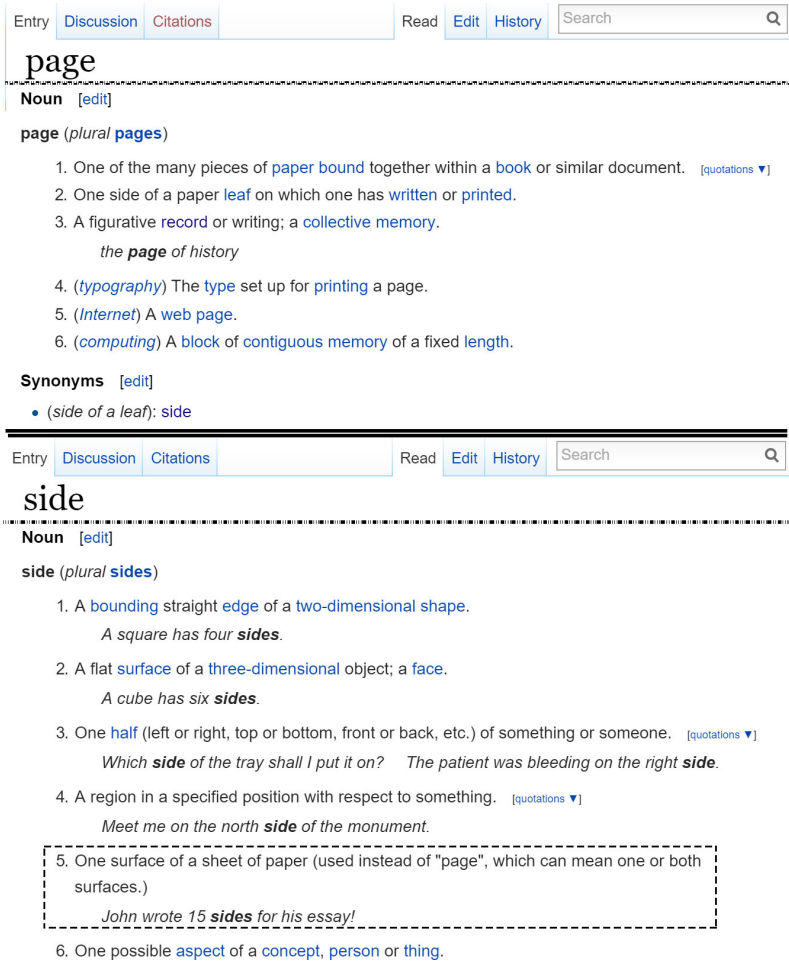 Entry Discussion Citations Read Edit History Search
page
Noun [edit]
page (plural pages)
1. One of the many pieces of paper bound together within a book or similar document. [quotations ▼]
2. One side of a paper leaf on which one has written or printed.
3. A figurative record or writing; a collective memory.
the page of history
4. (typography) The type set up for printing a page.
5. (Internet) A web page.
6. (computing) A block of contiguous memory of a fixed length.
Synonyms [edit]
• (side of a leaf): side
Entry Discussion Citations Read Edit History Search
side
Noun [edit]
side (plural sides)
1. A bounding straight edge of a two-dimensional shape.
A square has four sides.
2. A flat surface of a three-dimensional object; a face.
A cube has six sides.
3. One half (left or right, top or bottom, front or back, etc.) of something or someone. [quotations ▼]
Which side of the tray shall I put it on? The patient was bleeding on the right side.
4. A region in a specified position with respect to something. [quotations ▼]
Meet me on the north side of the monument.
5. One surface of a sheet of paper (used instead of "page", which can mean one or both
surfaces.)
John wrote 15 sides for his essay!
6. One possible aspect of a concept, person or thing.